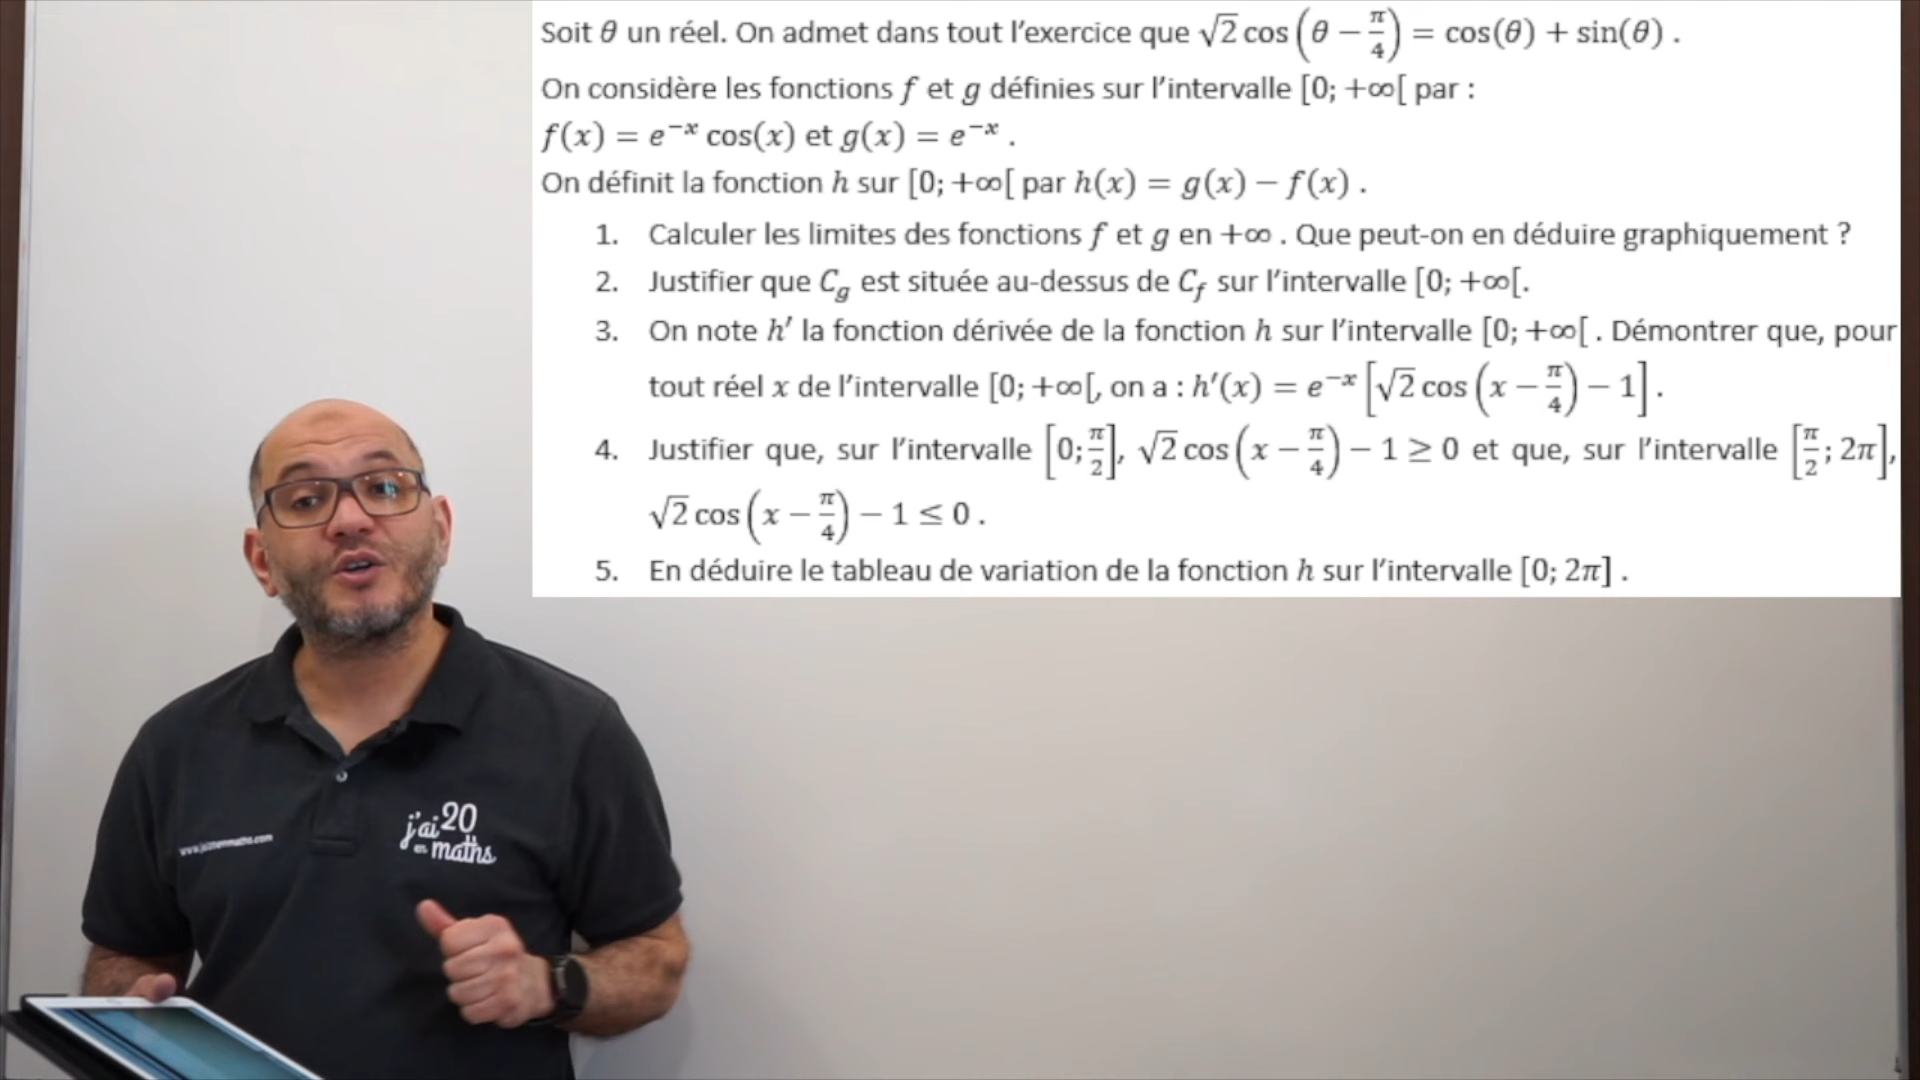 Soit θ un réel. On admet dans tout l’exercice que √2 cos (θ − π/4) = cos(θ) + sin(θ) .
On considère les fonctions f et g définies sur l’intervalle [0; +∞[ par :
f(x) = e^{−x} cos(x) et g(x) = e^{−x} .
On définit la fonction h sur [0; +∞[ par h(x) = g(x) − f(x) .
1. Calculer les limites des fonctions f et g en +∞ . Que peut-on en déduire graphiquement ?
2. Justifier que C_g est située au-dessus de C_f sur l’intervalle [0; +∞[.
3. On note h′ la fonction dérivée de la fonction h sur l’intervalle [0; +∞[ . Démontrer que, pour
tout réel x de l’intervalle [0; +∞[, on a : h′(x) = e^{−x} [√2 cos (x − π/4) − 1] .
4. Justifier que, sur l’intervalle [0; π/2], √2 cos (x − π/4) − 1 ≥ 0 et que, sur l’intervalle [π/2 ; 2π],
√2 cos (x − π/4) − 1 ≤ 0 .
5. En déduire le tableau de variation de la fonction h sur l’intervalle [0; 2π] .
j'ai 20
en maths